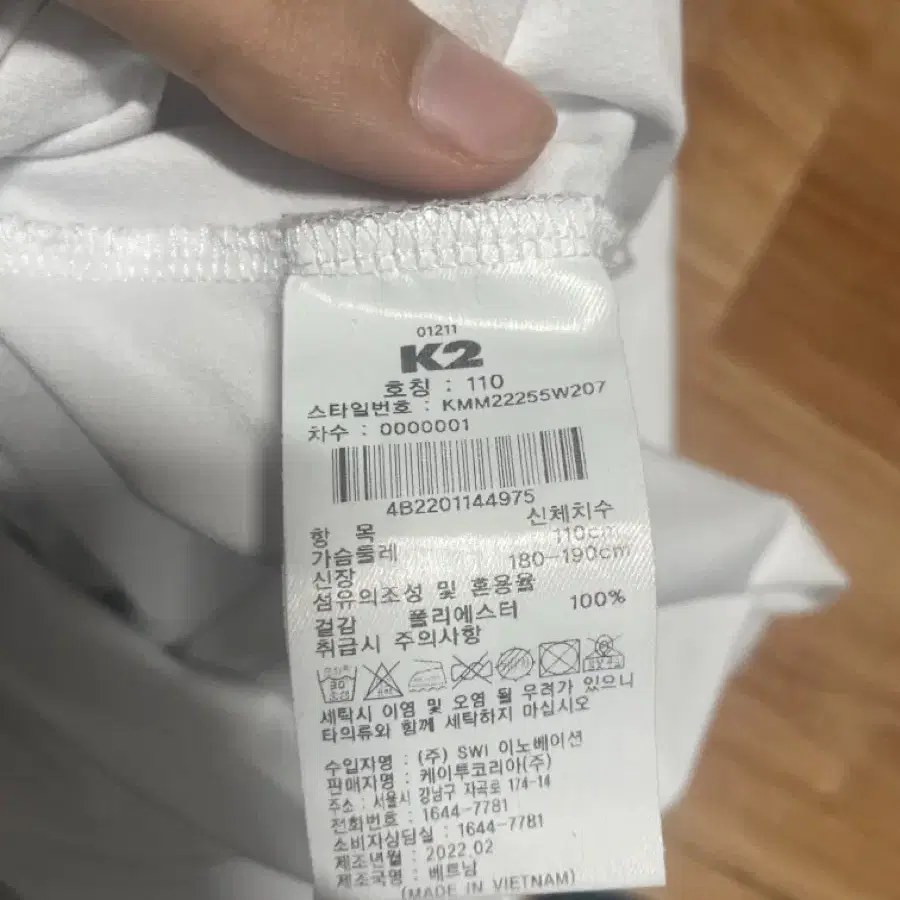 01211
K2
호칭 : 110
스타일번호 : KMM22255W207
차수 : 0000001
4B2201144975
항 목 신체치수
가슴둘레 110cm
신장 180-190cm
섬유의조성 및 혼용율
겉감 폴리에스터 100%
취급시 주의사항
30
세탁시 이염 및 오염 될 우려가 있으니
타의류와 함께 세탁하지 마십시오
수입자명 : (주) SWI 이노베이션
판매자명 : 케이투코리아(주)
주소 : 서울시 강남구 자곡로 174-14
전화번호 : 1644-7781
소비자상담실 : 1644-7781
제조년월 : 2022.02
제조국명 : 베트남
(MADE IN VIETNAM)